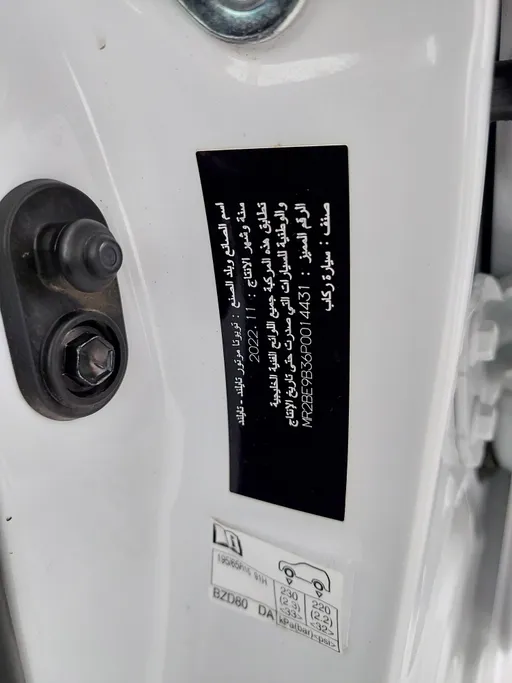 اسم الصانع وبلد الصنع : تويوتا موتور تايلند - تايلند
سنة وشهر الانتاج : 2022.11
تطابق هذه المركبة جميع اللوائح الفنية الخليجية
والوطنية للسيارات التي صدرت حتى تاريخ الإنتاج
الرقم المميز : MR2BE9B36P0014431
صنف : سيارة ركاب
195/65R15 91H
230 220
(2.3) (2.2)
<33> <32>
kPa(bar)<psi>
BZD80 DA